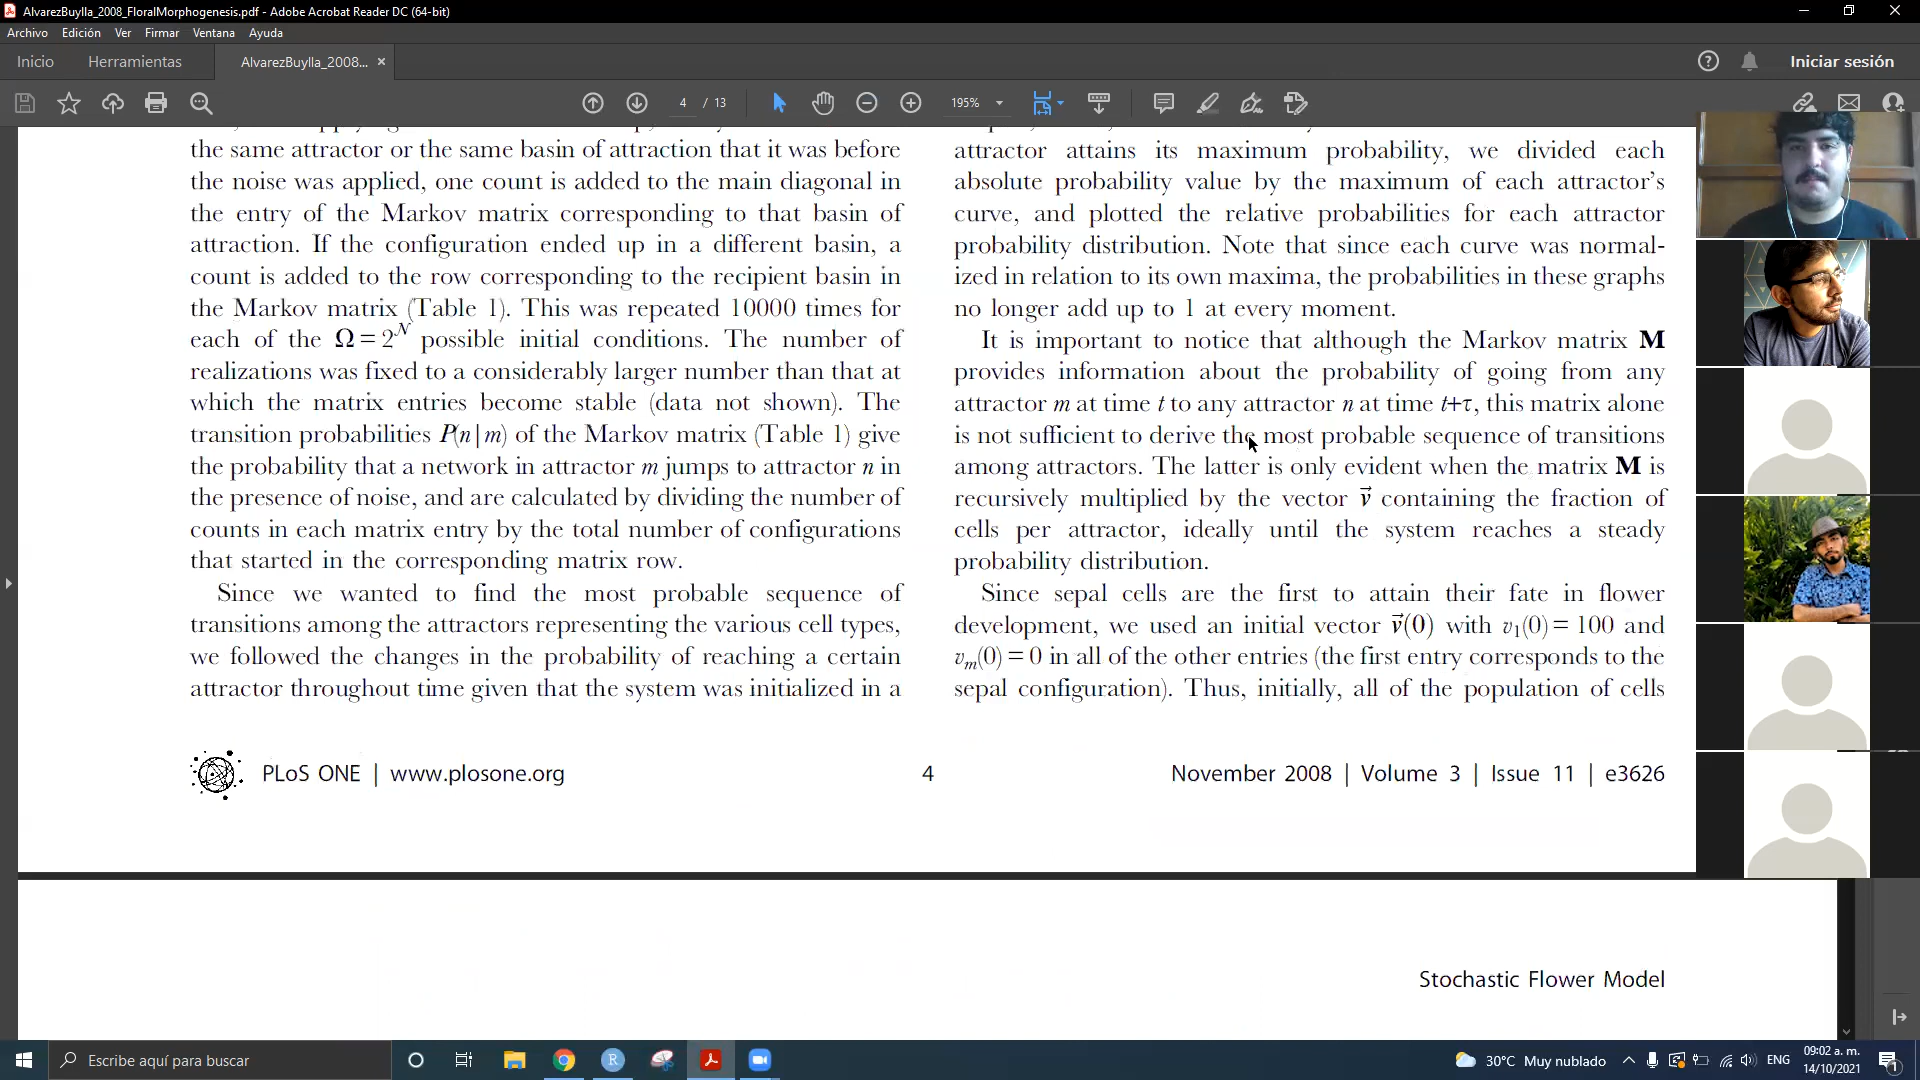 AlvarezBuylla_2008_FloralMorphogenesis.pdf - Adobe Acrobat Reader DC (64-bit)
Archivo Edición Ver Firmar Ventana Ayuda
Inicio Herramientas AlvarezBuylla_2008... × Iniciar sesión
4 / 13 195%
the same attractor or the same basin of attraction that it was before
the noise was applied, one count is added to the main diagonal in
the entry of the Markov matrix corresponding to that basin of
attraction. If the configuration ended up in a different basin, a
count is added to the row corresponding to the recipient basin in
the Markov matrix (Table 1). This was repeated 10000 times for
each of the Ω = 2^𝒩 possible initial conditions. The number of
realizations was fixed to a considerably larger number than that at
which the matrix entries become stable (data not shown). The
transition probabilities P(n|m) of the Markov matrix (Table 1) give
the probability that a network in attractor m jumps to attractor n in
the presence of noise, and are calculated by dividing the number of
counts in each matrix entry by the total number of configurations
that started in the corresponding matrix row.
Since we wanted to find the most probable sequence of
transitions among the attractors representing the various cell types,
we followed the changes in the probability of reaching a certain
attractor throughout time given that the system was initialized in a
attractor attains its maximum probability, we divided each
absolute probability value by the maximum of each attractor's
curve, and plotted the relative probabilities for each attractor
probability distribution. Note that since each curve was normal-
ized in relation to its own maxima, the probabilities in these graphs
no longer add up to 1 at every moment.
It is important to notice that although the Markov matrix M
provides information about the probability of going from any
attractor m at time t to any attractor n at time t+τ, this matrix alone
is not sufficient to derive the most probable sequence of transitions
among attractors. The latter is only evident when the matrix M is
recursively multiplied by the vector v⃗ containing the fraction of
cells per attractor, ideally until the system reaches a steady
probability distribution.
Since sepal cells are the first to attain their fate in flower
development, we used an initial vector v⃗(0) with v₁(0) = 100 and
vₘ(0) = 0 in all of the other entries (the first entry corresponds to the
sepal configuration). Thus, initially, all of the population of cells
PLoS ONE | www.plosone.org 4 November 2008 | Volume 3 | Issue 11 | e3626
Stochastic Flower Model
Escribe aquí para buscar 30°C Muy nublado ENG 09:02 a. m.
14/10/2021